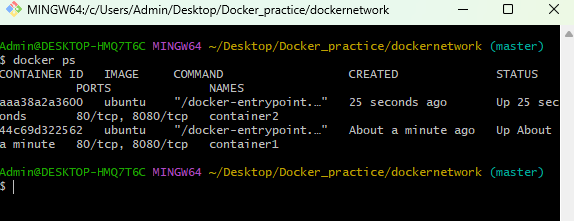 MINGW64:/c/Users/Admin/Desktop/Docker_practice/dockernetwork
Admin@DESKTOP-HMQ7T6C MINGW64 ~/Desktop/Docker_practice/dockernetwork (master)
$ docker ps
CONTAINER ID   IMAGE     COMMAND                  CREATED              STATUS
          PORTS              NAMES
aaa38a2a3600   ubuntu    "/docker-entrypoint.…"   25 seconds ago       Up 25 sec
onds      80/tcp, 8080/tcp   container2
44c69d322562   ubuntu    "/docker-entrypoint.…"   About a minute ago   Up About
a minute   80/tcp, 8080/tcp   container1
Admin@DESKTOP-HMQ7T6C MINGW64 ~/Desktop/Docker_practice/dockernetwork (master)
$